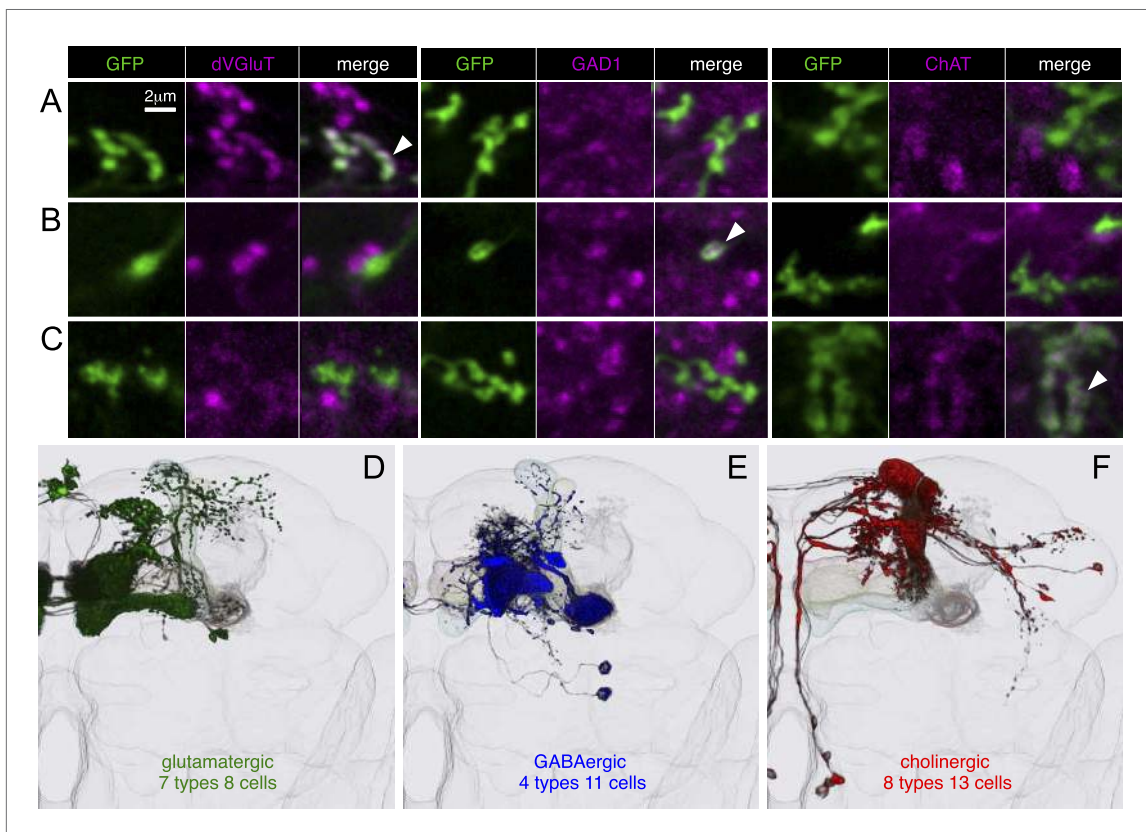 GFP dVGluT merge GFP GAD1 merge GFP ChAT merge
A
2μm
B
C
D
E
F
glutamatergic
7 types 8 cells
GABAergic
4 types 11 cells
cholinergic
8 types 13 cells